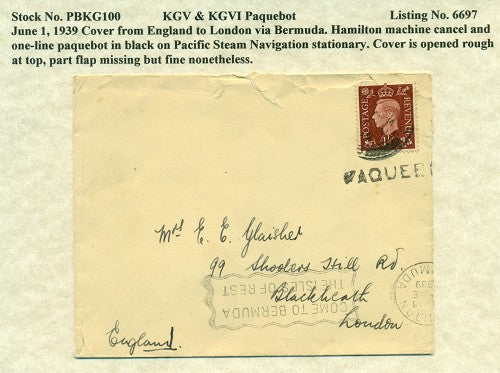 Stock No. PBKG100 KGV & KGVI Paquebot Listing No. 6697
June 1, 1939 Cover from England to London via Bermuda. Hamilton machine cancel and
one-line paquebot in black on Pacific Steam Navigation stationary. Cover is opened rough
at top, part flap missing but fine nonetheless.
POSTAGE REVENUE
PAQUEB
Mrs E. E. Glaisher
99 Shooters Hill Rd,
Blackheath
London
England.
COME TO BERMUDA
THE ISLES OF REST